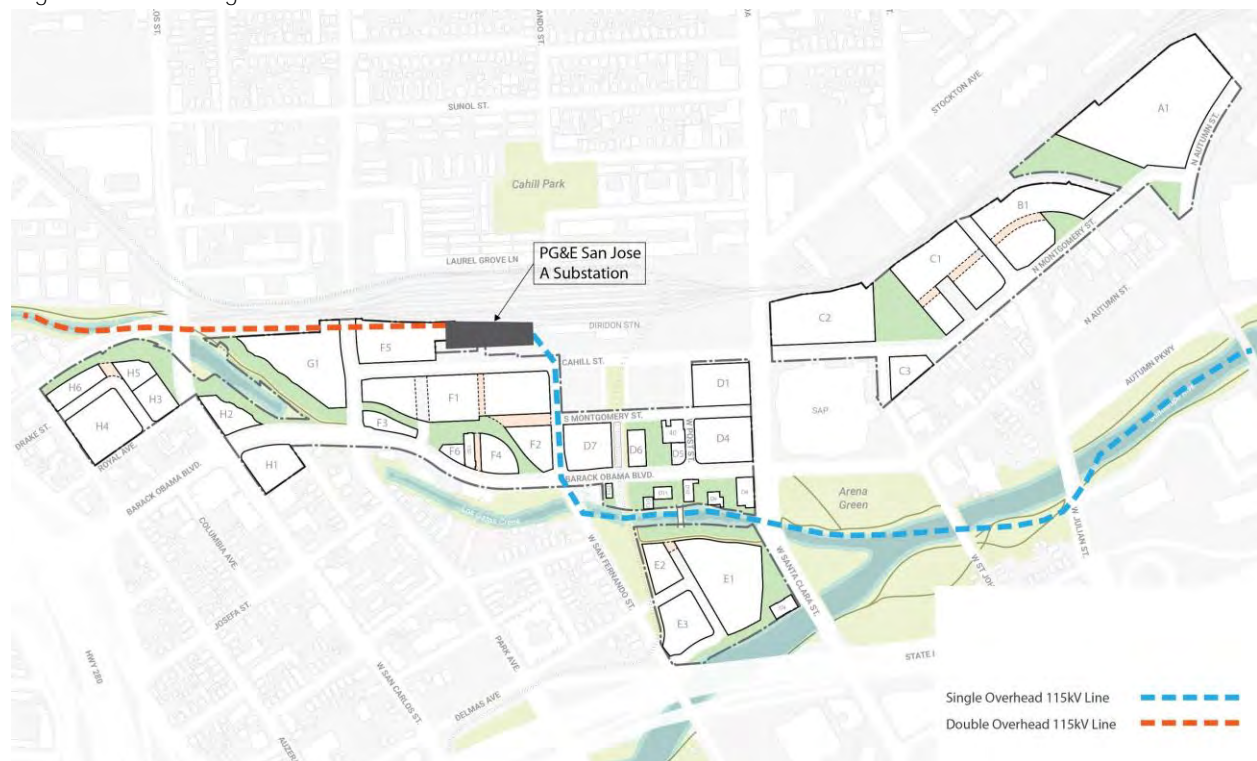 SUNOL ST.
STOCKTON AVE.
A1
N AUTUMN ST.
Cahill Park
B1
PG&E San Jose
A Substation
LAUREL GROVE LN
C1
N MONTGOMERY ST.
N AUTUMN ST.
C2
DIRIDON STN.
AUTUMN PKWY
G1
F5
CAHILL ST.
C3
H6
H5
H3
D1
SAP
F1
S MONTGOMERY ST.
W POST ST.
H4
H2
F3
F2
D7
D6
D5
D4
DRAKE ST.
ROYAL AVE.
F6
F4
H1
BARACK OBAMA BLVD.
BARACK OBAMA BLVD.
Arena
Green
Los Gatos Creek
COLUMBIA AVE.
W SAN FERNANDO ST.
W SANTA CLARA ST.
W JULIAN ST.
E2
E1
E3
JOSEFA ST.
PARK AVE.
HWY 280
W SAN CARLOS ST.
DELMAS AVE
Single Overhead 115kV Line
Double Overhead 115kV Line